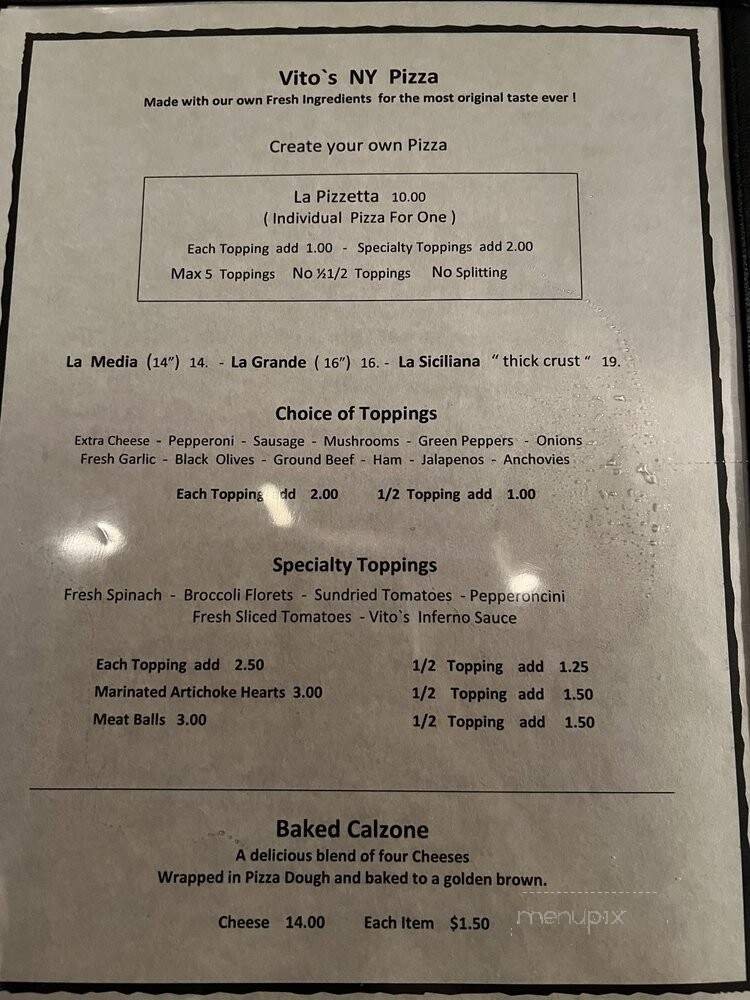 Vito`s NY Pizza
Made with our own Fresh Ingredients for the most original taste ever !
Create your own Pizza
La Pizzetta 10.00
( Individual Pizza For One )
Each Topping add 1.00 - Specialty Toppings add 2.00
Max 5 Toppings No ½1/2 Toppings No Splitting
La Media (14") 14. - La Grande ( 16") 16. - La Siciliana " thick crust " 19.
Choice of Toppings
Extra Cheese - Pepperoni - Sausage - Mushrooms - Green Peppers - Onions
Fresh Garlic - Black Olives - Ground Beef - Ham - Jalapenos - Anchovies
Each Topping add 2.00 1/2 Topping add 1.00
Specialty Toppings
Fresh Spinach - Broccoli Florets - Sundried Tomatoes - Pepperoncini
Fresh Sliced Tomatoes - Vito`s Inferno Sauce
Each Topping add 2.50 1/2 Topping add 1.25
Marinated Artichoke Hearts 3.00 1/2 Topping add 1.50
Meat Balls 3.00 1/2 Topping add 1.50
Baked Calzone
A delicious blend of four Cheeses
Wrapped in Pizza Dough and baked to a golden brown.
Cheese 14.00 Each Item $1.50
menupix